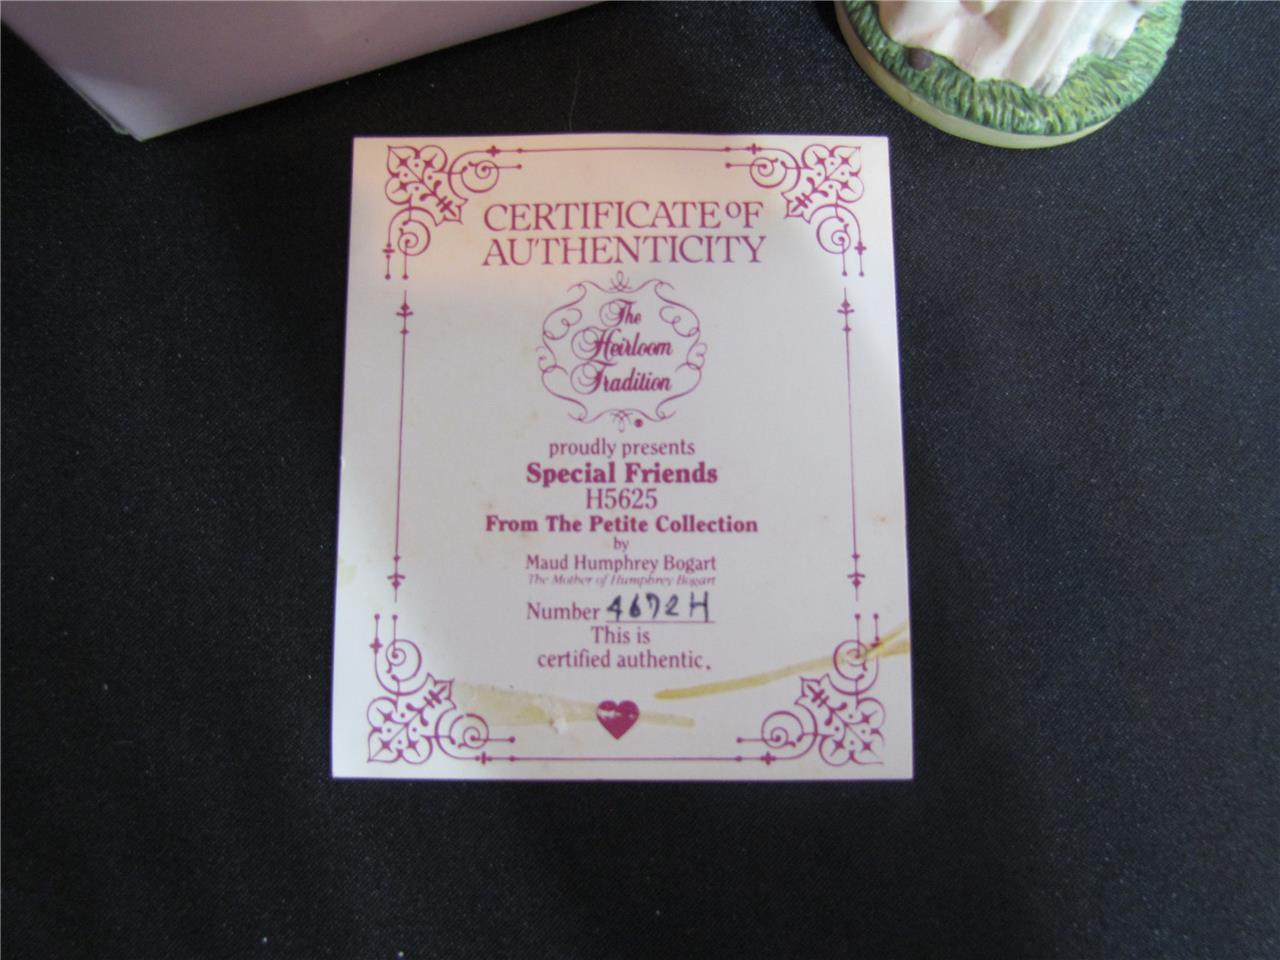 CERTIFICATE OF
AUTHENTICITY
The
Heirloom
Tradition
®
proudly presents
Special Friends
H5625
From The Petite Collection
by
Maud Humphrey Bogart
The Mother of Humphrey Bogart
Number 4672H
This is
certified authentic.